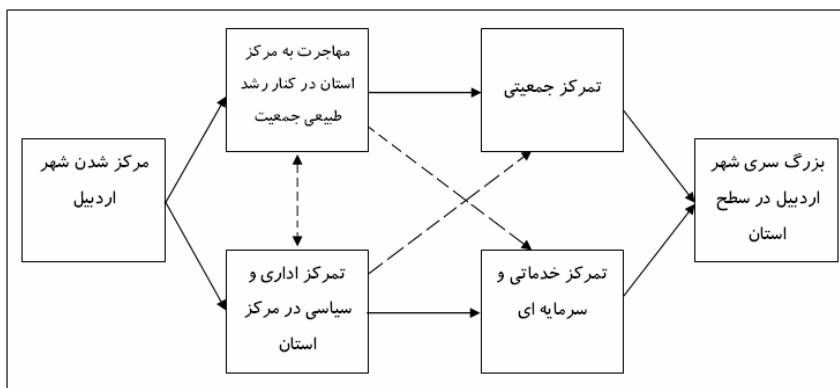 مرکز شدن شهر
اردبیل
مهاجرت به مرکز
استان در کنار رشد
طبیعی جمعیت
تمرکز اداری و
سیاسی در مرکز
استان
تمرکز جمعیتی
تمرکز خدماتی و
سرمایه ای
بزرگ سری شهر
اردبیل در سطح
استان